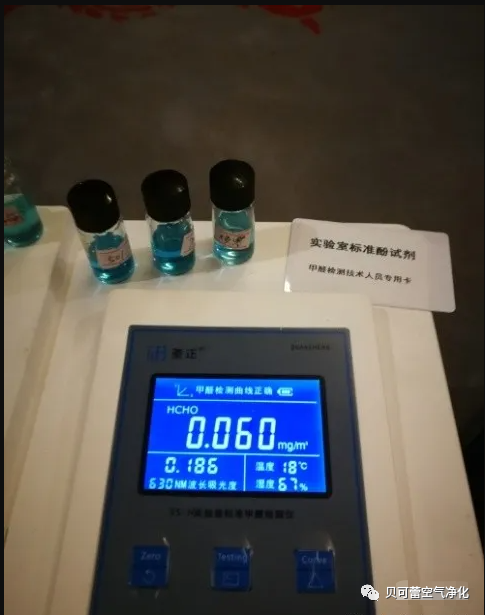 实验室标准酚试剂
甲醛检测技术人员专用卡
甲醛检测曲线正确
HCHO
0.060 mg/m³
0.186
温度 18℃
630NM波长吸光度
湿度 67%
Zero
Testing
Curve
贝可蕾空气净化